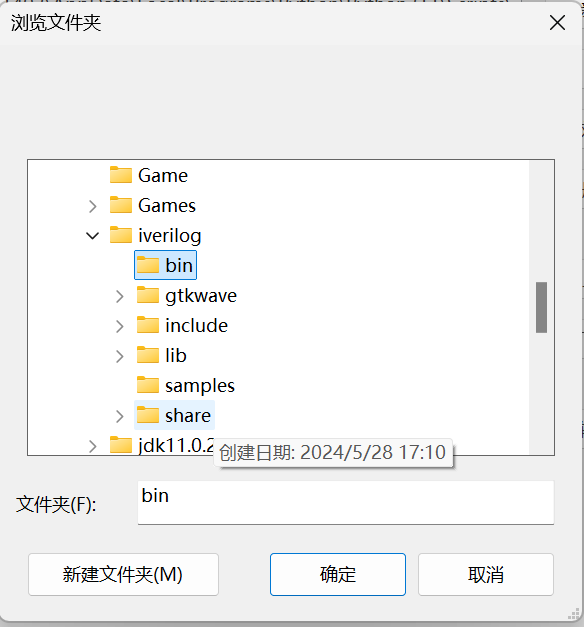 浏览文件夹
Game
Games
iverilog
bin
gtkwave
include
lib
samples
share
jdk11.0.2
创建日期: 2024/5/28 17:10
文件夹(F):
bin
新建文件夹(M)
确定
取消